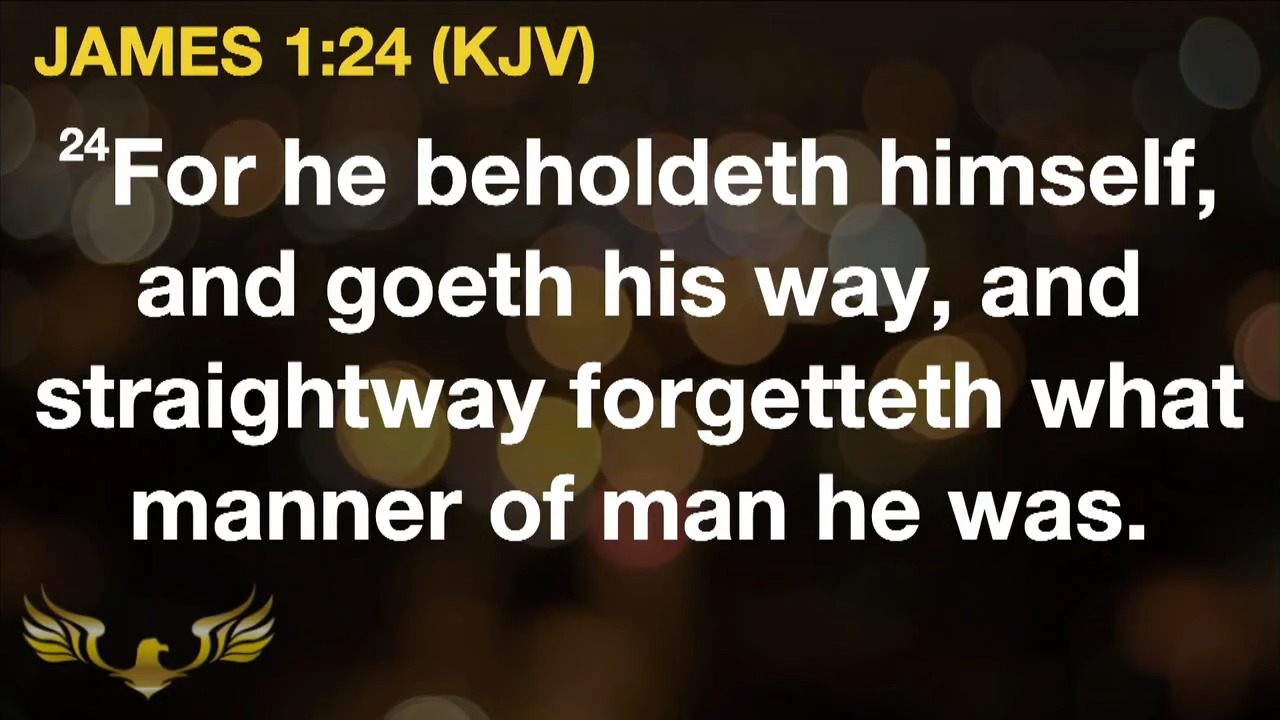 JAMES 1:24 (KJV)
24For he beholdeth himself,
and goeth his way, and
straightway forgetteth what
manner of man he was.